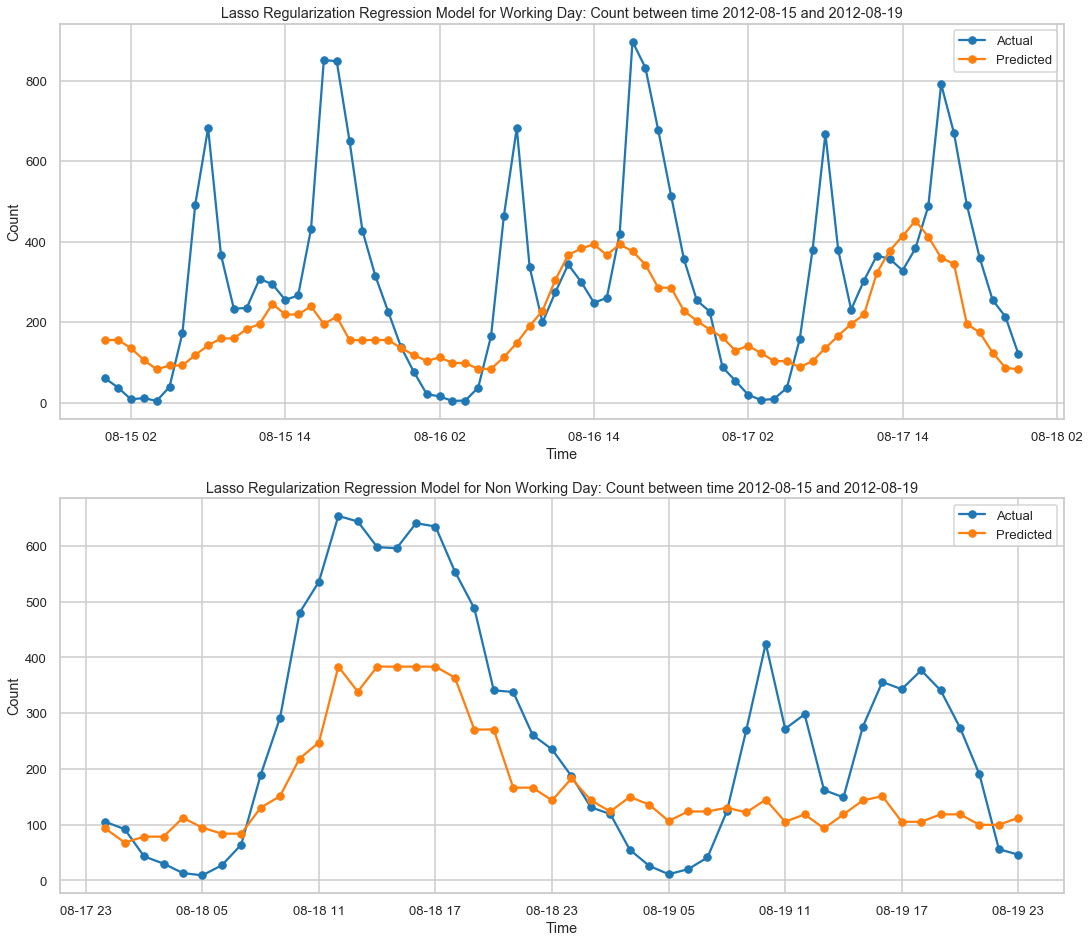 Lasso Regularization Regression Model for Working Day: Count between time 2012-08-15 and 2012-08-19
Actual
Predicted
800
600
400
200
0
Count
08-15 02 08-15 14 08-16 02 08-16 14 08-17 02 08-17 14 08-18 02
Time
Lasso Regularization Regression Model for Non Working Day: Count between time 2012-08-15 and 2012-08-19
Actual
Predicted
600
500
400
300
200
100
0
Count
08-17 23 08-18 05 08-18 11 08-18 17 08-18 23 08-19 05 08-19 11 08-19 17 08-19 23
Time